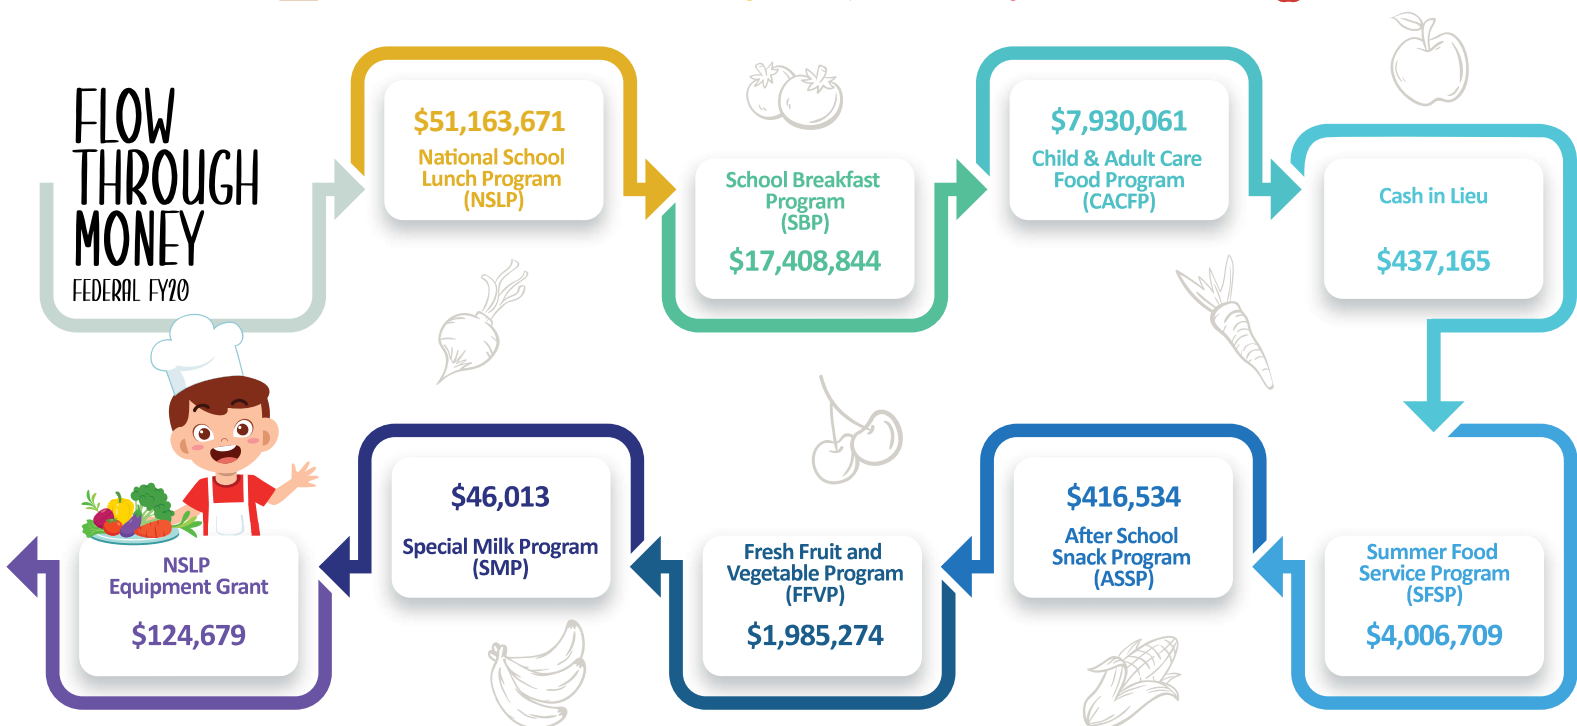 FLOW
THROUGH
MONEY
FEDERAL FY20
$51,163,671
National School
Lunch Program
(NSLP)
School Breakfast
Program
(SBP)
$17,408,844
$7,930,061
Child & Adult Care
Food Program
(CACFP)
Cash in Lieu
$437,165
Summer Food
Service Program
(SFSP)
$4,006,709
$416,534
After School
Snack Program
(ASSP)
Fresh Fruit and
Vegetable Program
(FFVP)
$1,985,274
$46,013
Special Milk Program
(SMP)
NSLP
Equipment Grant
$124,679